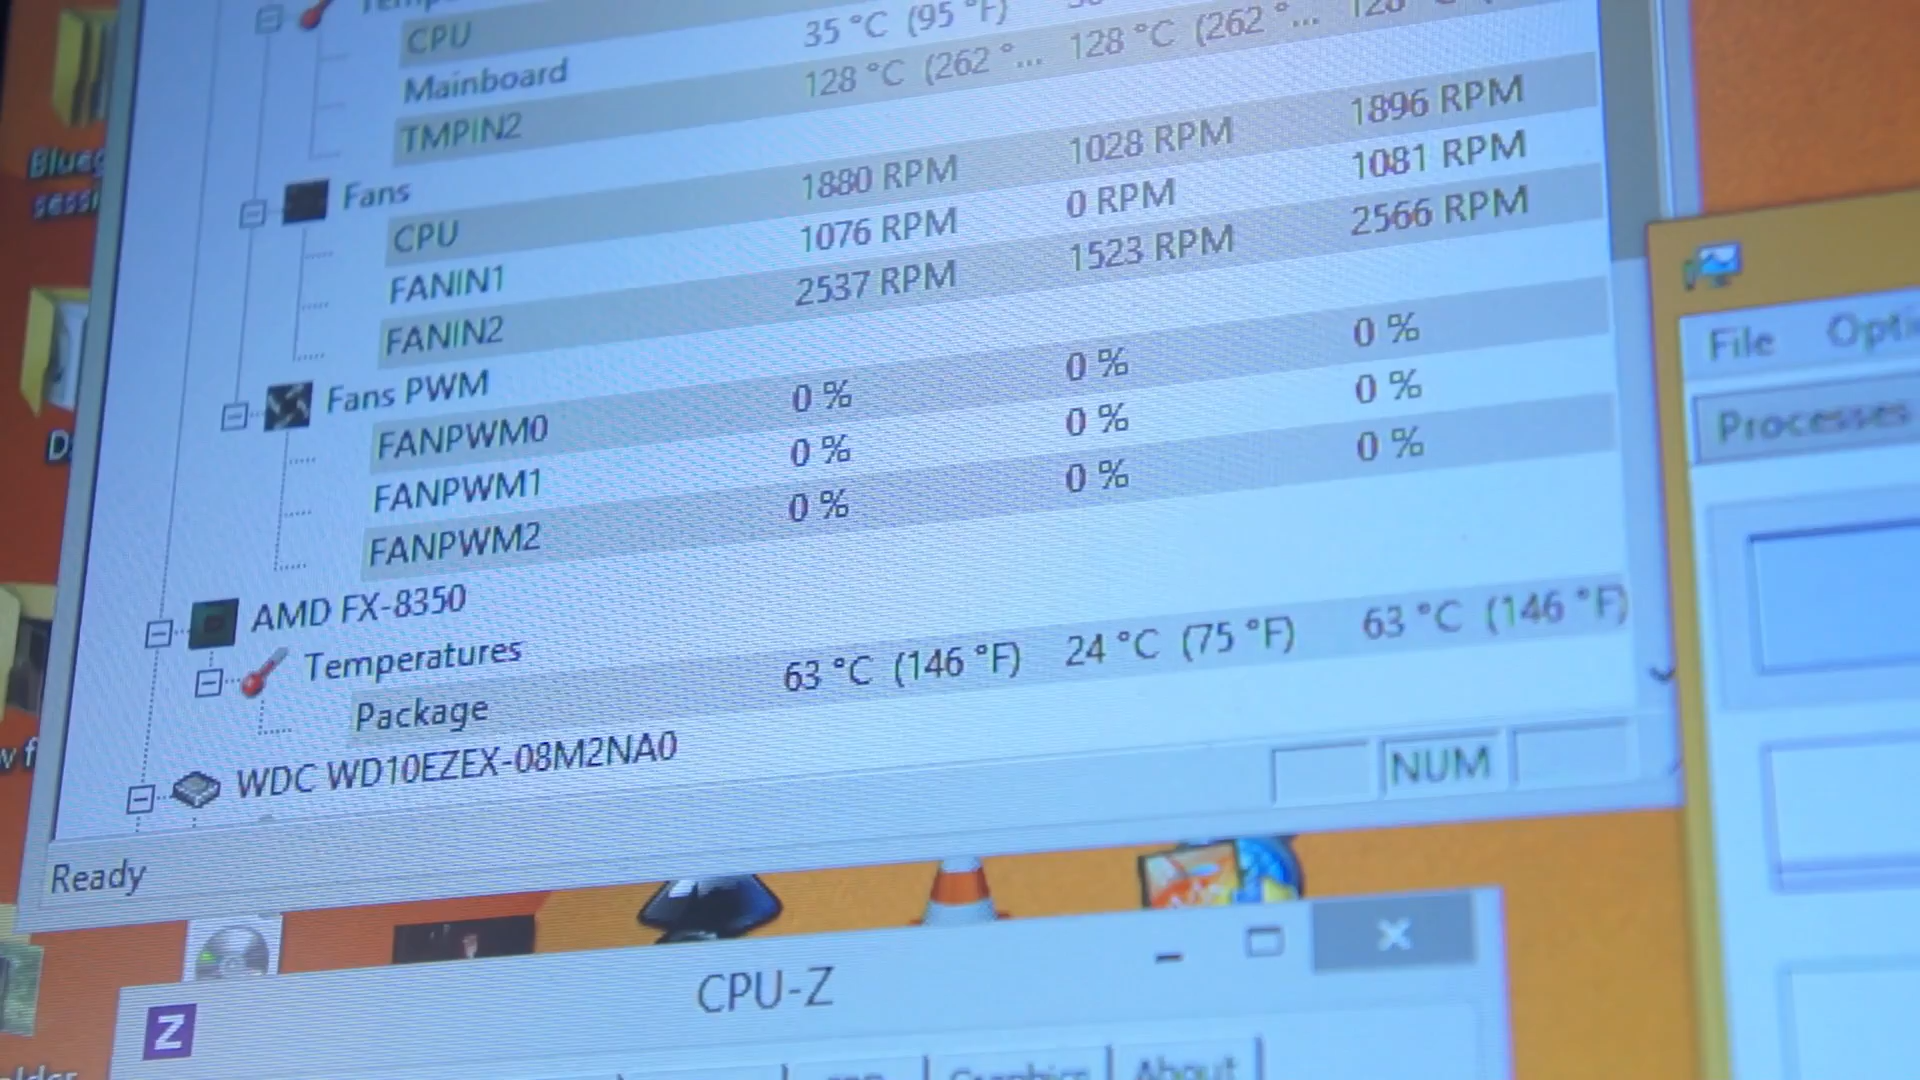 CPU
Mainboard 35 °C (95 °F)
TMPIN2 128 °C (262 °... 128 °C (262 °...
Fans
CPU 1880 RPM 1028 RPM 1896 RPM
FANIN1 1076 RPM 0 RPM 1081 RPM
FANIN2 2537 RPM 1523 RPM 2566 RPM
Fans PWM
FANPWM0 0 % 0 % 0 %
FANPWM1 0 % 0 % 0 %
FANPWM2 0 % 0 % 0 %
AMD FX-8350
Temperatures
Package 63 °C (146 °F) 24 °C (75 °F) 63 °C (146 °F)
WDC WD10EZEX-08M2NA0
NUM
Ready
File
Processes
CPU-Z
Z
Graphics About